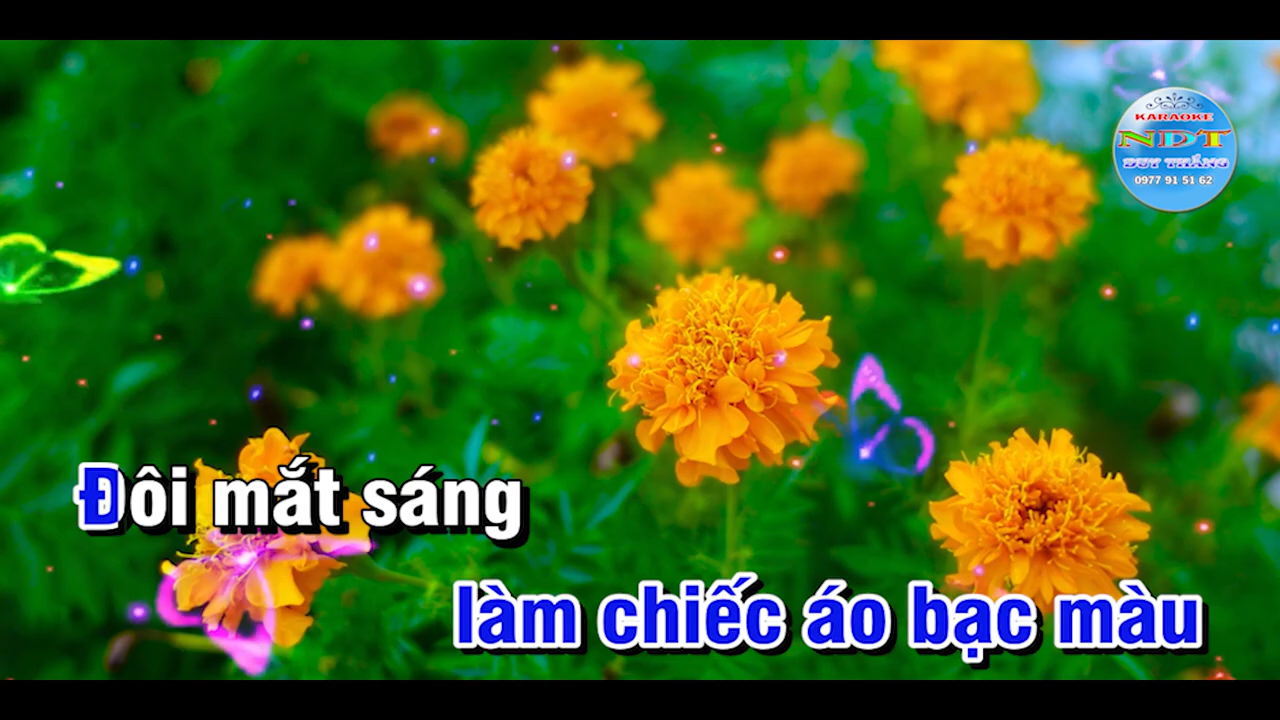 KARAOKE
NDT
DUY THẮNG
0977 91 51 62
Đôi mắt sáng
làm chiếc áo bạc màu